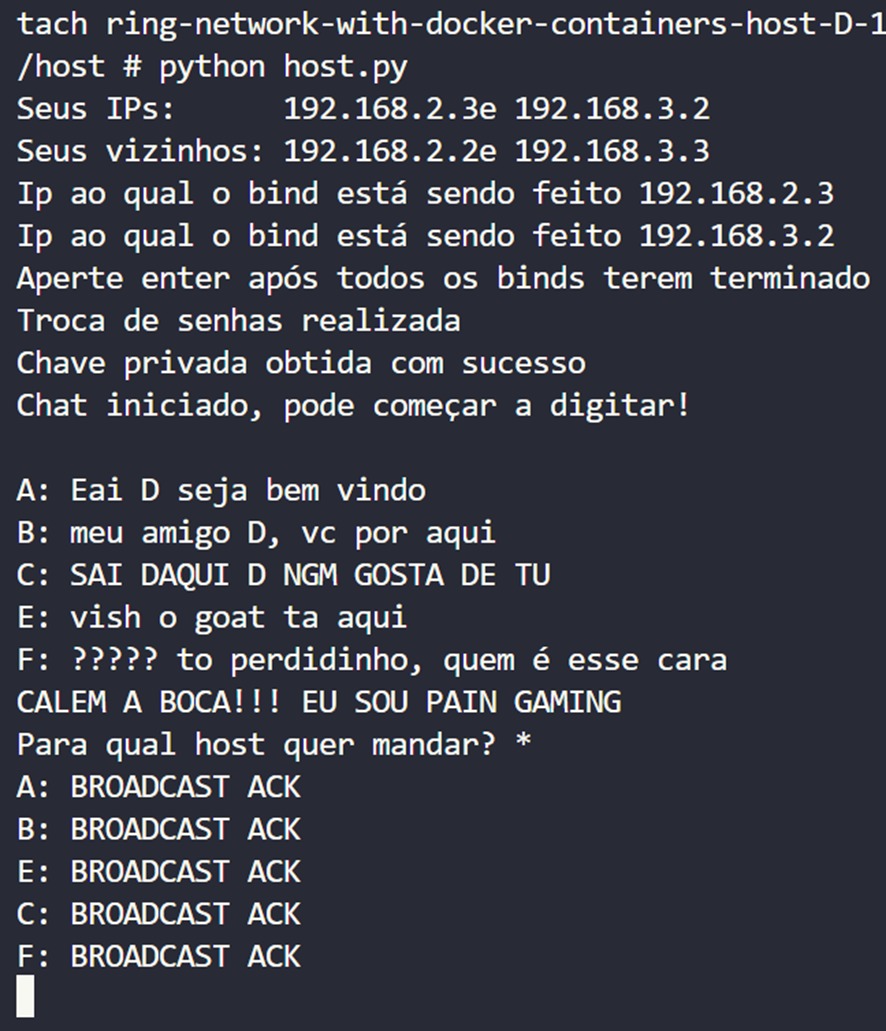 tach ring-network-with-docker-containers-host-D-1
/host # python host.py
Seus IPs:      192.168.2.3e 192.168.3.2
Seus vizinhos: 192.168.2.2e 192.168.3.3
Ip ao qual o bind está sendo feito 192.168.2.3
Ip ao qual o bind está sendo feito 192.168.3.2
Aperte enter após todos os binds terem terminado
Troca de senhas realizada
Chave privada obtida com sucesso
Chat iniciado, pode começar a digitar!
A: Eai D seja bem vindo
B: meu amigo D, vc por aqui
C: SAI DAQUI D NGM GOSTA DE TU
E: vish o goat ta aqui
F: ????? to perdidinho, quem é esse cara
CALEM A BOCA!!! EU SOU PAIN GAMING
Para qual host quer mandar? *
A: BROADCAST ACK
B: BROADCAST ACK
E: BROADCAST ACK
C: BROADCAST ACK
F: BROADCAST ACK